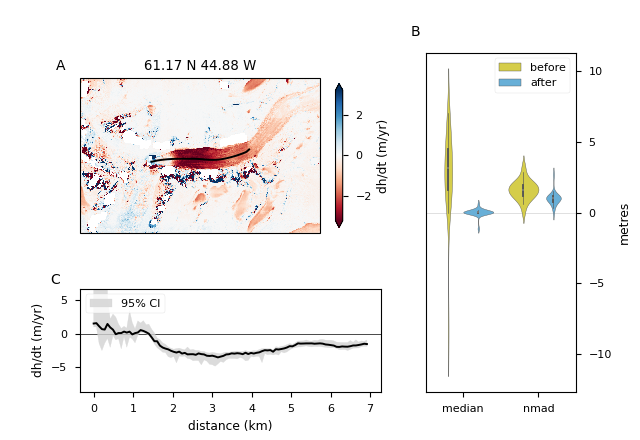 A
61.17 N 44.88 W
2
0
−2
dh/dt (m/yr)
B
before
after
10
5
0
−5
−10
metres
median
nmad
C
95% CI
5
0
−5
dh/dt (m/yr)
0 1 2 3 4 5 6 7
distance (km)